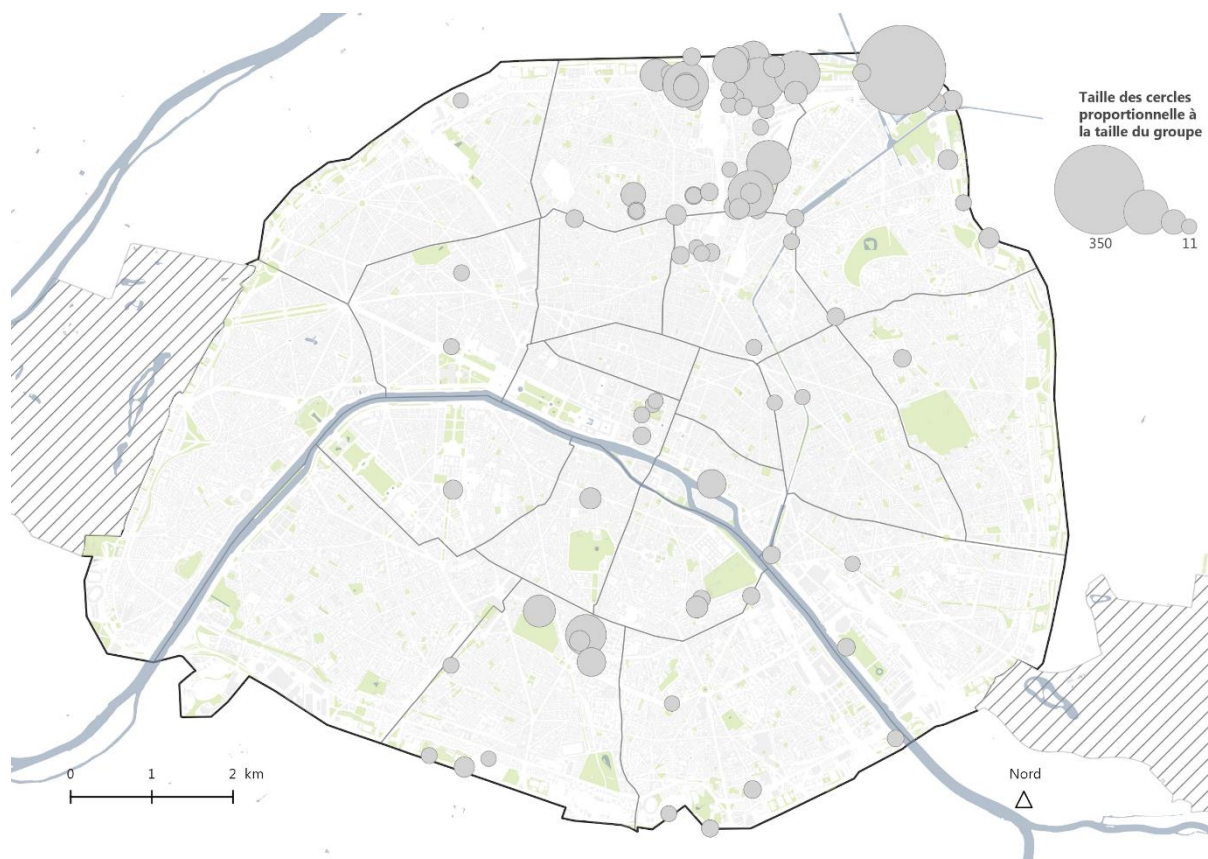 Taille des cercles
proportionnelle à
la taille du groupe
350 11
0 1 2 km
Nord